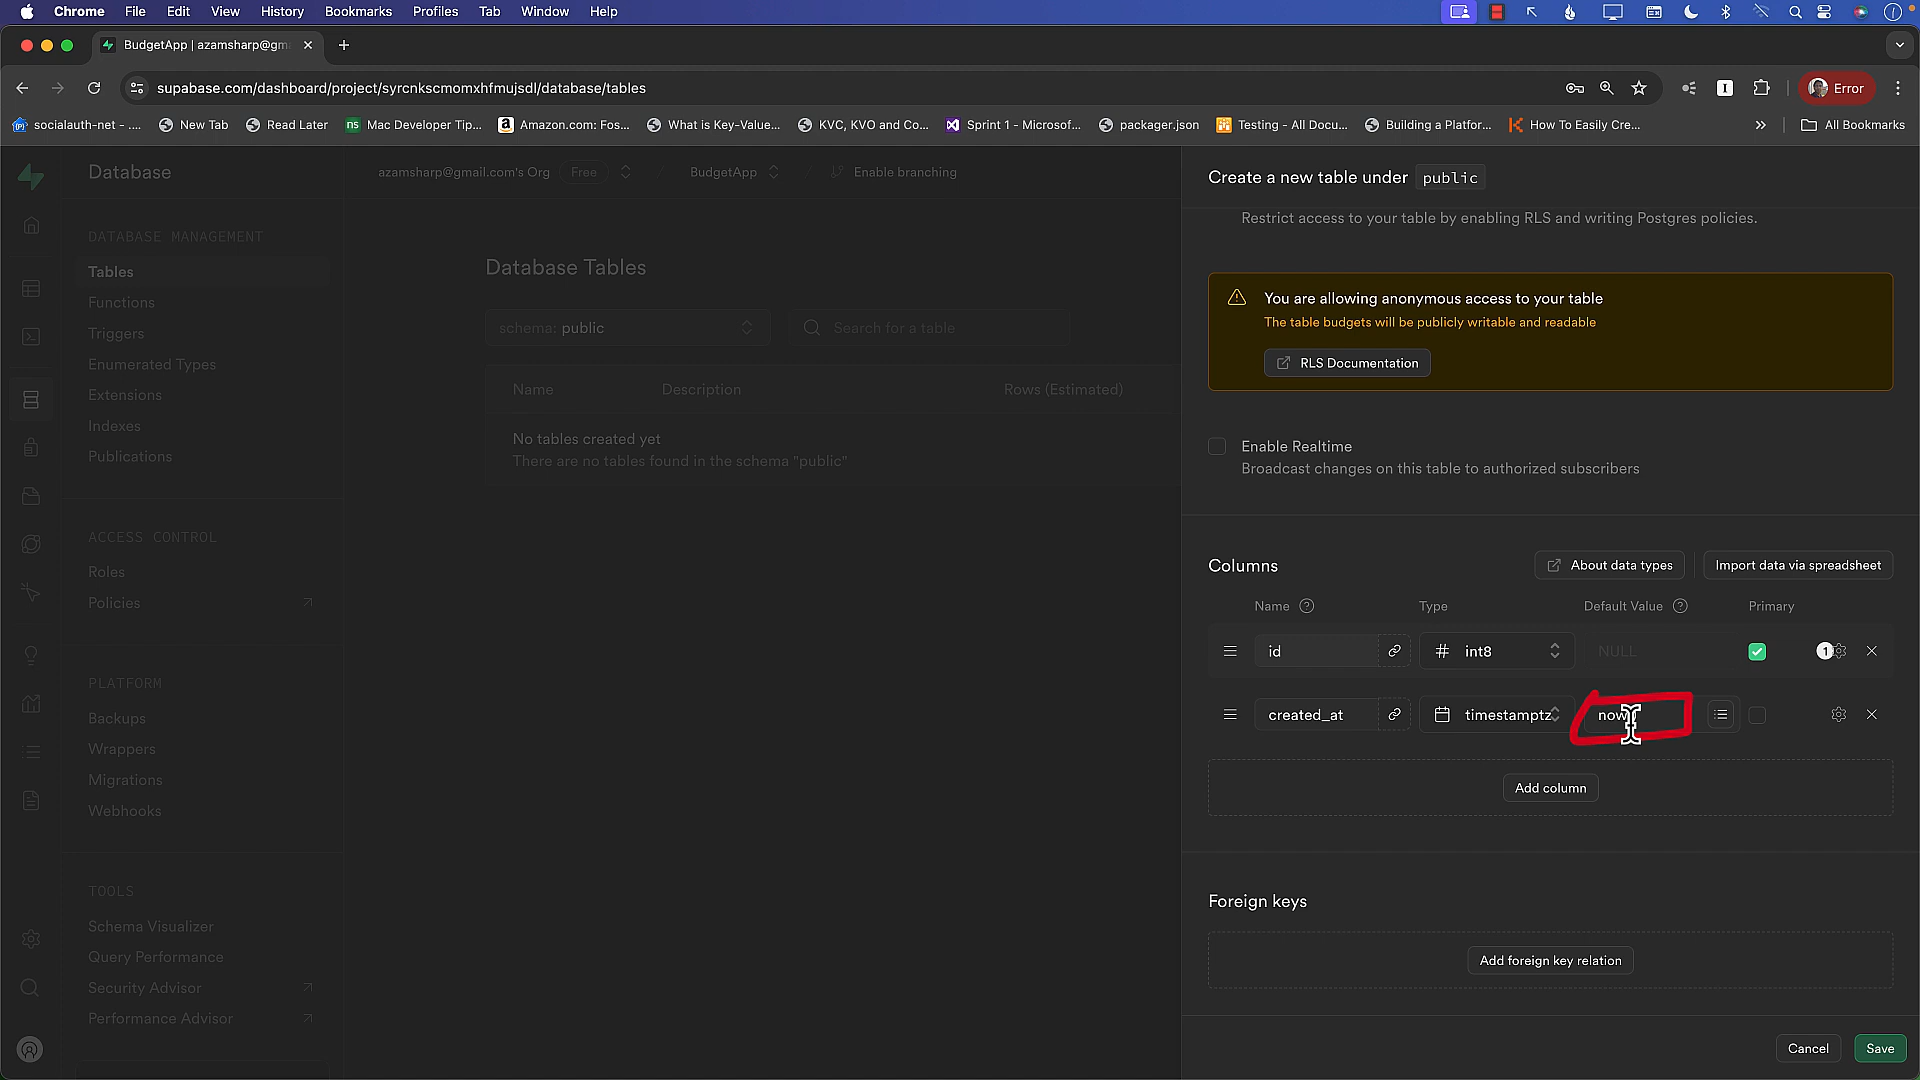 Chrome File Edit View History Bookmarks Profiles Tab Window Help
BudgetApp | azamsharp@gm
supabase.com/dashboard/project/syrcnkscmomxhfmujsdl/database/tables
Error
socialauth-net - .... New Tab Read Later Mac Developer Tip... Amazon.com: Fos... What is Key-Value... KVC, KVO and Co... Sprint 1 - Microsof... packager.json Testing - All Docu... Building a Platfor... How To Easily Cre... All Bookmarks
Database
azamsharp@gmail.com's Org Free BudgetApp Enable branching
DATABASE MANAGEMENT
Tables
Functions
Triggers
Enumerated Types
Extensions
Indexes
Publications
ACCESS CONTROL
Roles
Policies
PLATFORM
Backups
Wrappers
Migrations
Webhooks
TOOLS
Schema Visualizer
Query Performance
Security Advisor
Performance Advisor
Database Tables
schema: public
Search for a table
Name Description Rows (Estimated)
No tables created yet
There are no tables found in the schema "public"
Create a new table under public
Restrict access to your table by enabling RLS and writing Postgres policies.
You are allowing anonymous access to your table
The table budgets will be publicly writable and readable
RLS Documentation
Enable Realtime
Broadcast changes on this table to authorized subscribers
Columns
About data types
Import data via spreadsheet
Name Type Default Value Primary
id # int8 NULL 1
created_at timestamptz now
Add column
Foreign keys
Add foreign key relation
Cancel Save